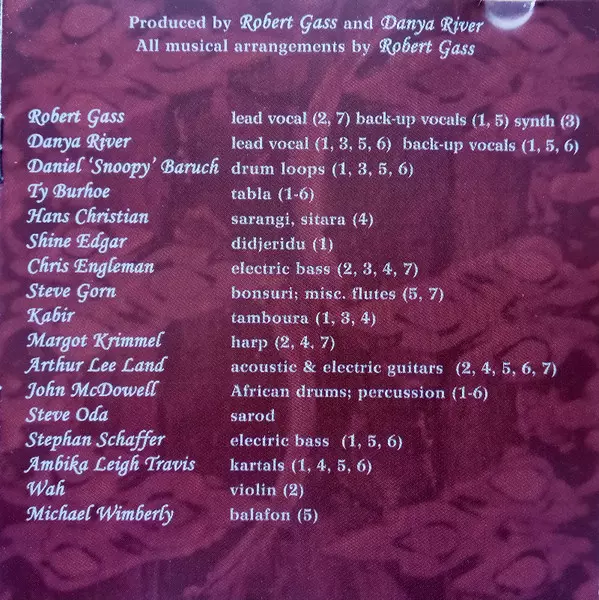 Produced by Robert Gass and Danya River
All musical arrangements by Robert Gass
Robert Gass lead vocal (2, 7) back-up vocals (1, 5) synth (3)
Danya River lead vocal (1, 3, 5, 6) back-up vocals (1, 5, 6)
Daniel 'Snoopy' Baruch drum loops (1, 3, 5, 6)
Ty Burhoe tabla (1-6)
Hans Christian sarangi, sitara (4)
Shine Edgar didjeridu (1)
Chris Engleman electric bass (2, 3, 4, 7)
Steve Gorn bonsuri; misc. flutes (5, 7)
Kabir tamboura (1, 3, 4)
Margot Krimmel harp (2, 4, 7)
Arthur Lee Land acoustic & electric guitars (2, 4, 5, 6, 7)
John McDowell African drums; percussion (1-6)
Steve Oda sarod
Stephan Schaffer electric bass (1, 5, 6)
Ambika Leigh Travis kartals (1, 4, 5, 6)
Wah violin (2)
Michael Wimberly balafon (5)